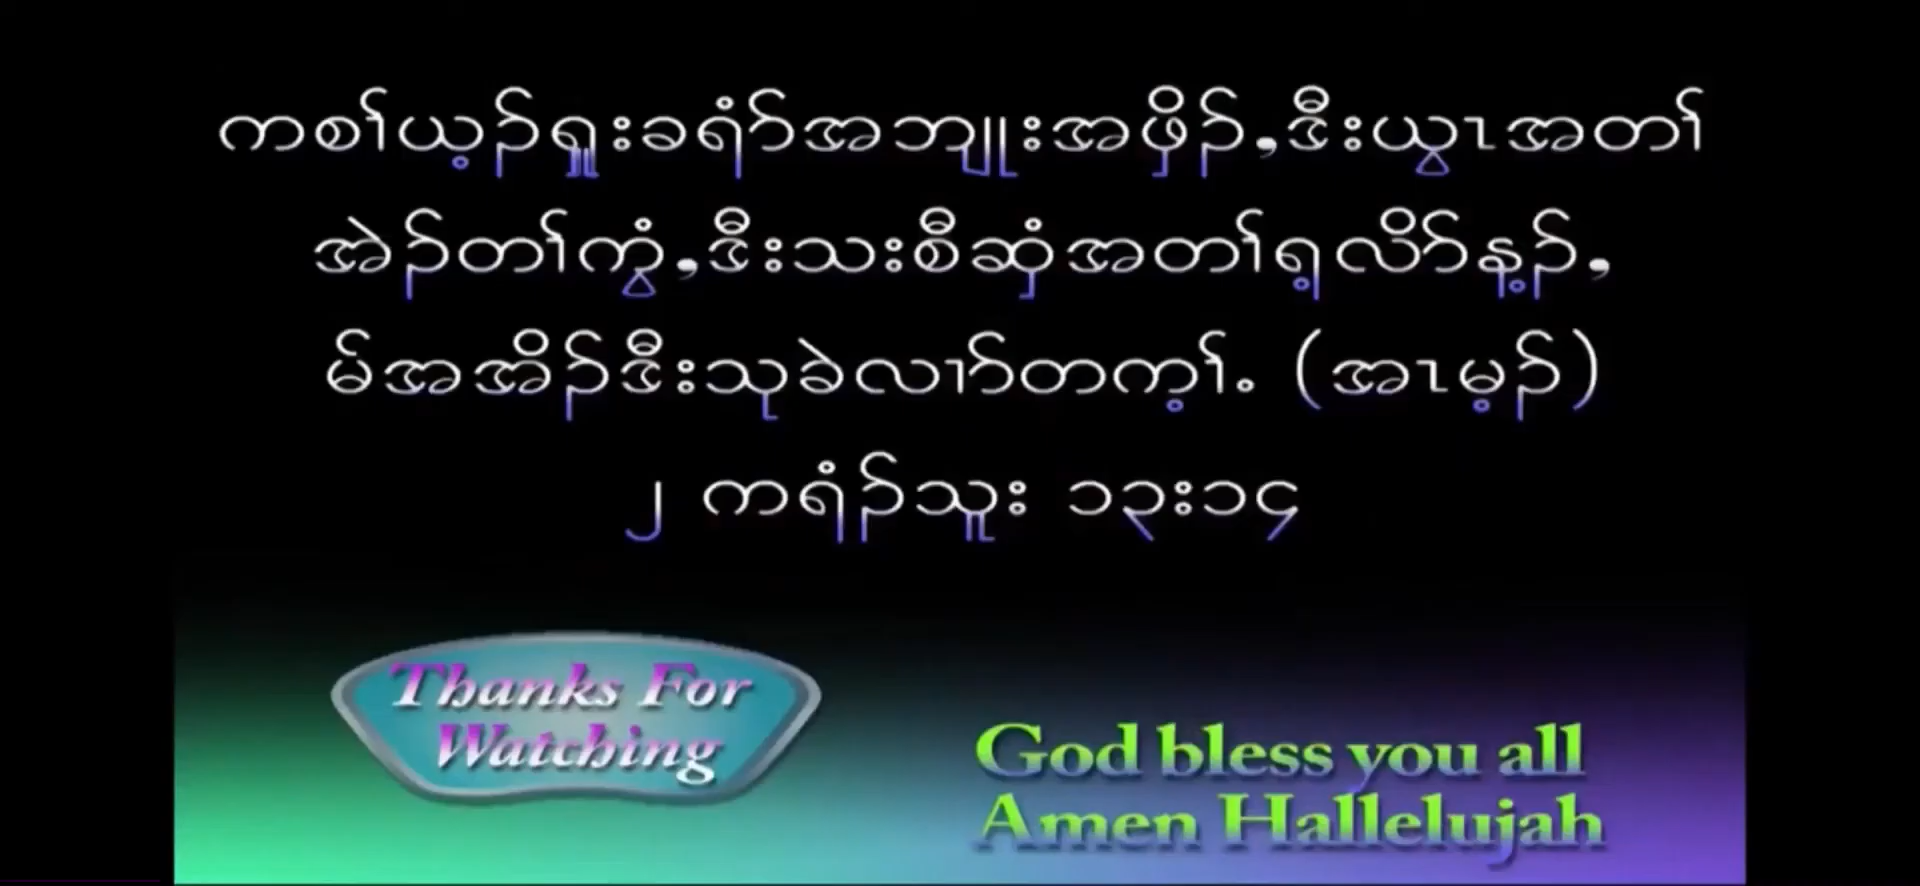 ကစၢ်ယ့ၣ်ရှူးခရံာ်အဘျုးအဖှိၣ်,ဒီးယွၤအတၢ်
အဲၣ်တၢ်ကွံ,ဒီးသးစီဆှံအတၢ်ရ့လိာ်န့ၣ်,
မ်အအိၣ်ဒီးသုခဲလၢာ်တက့ၢ်. (အၤမ့ၣ်)
၂ ကရံၣ်သူး ၁၃း၁၄
Thanks For
Watching
God bless you all
Amen Hallelujah